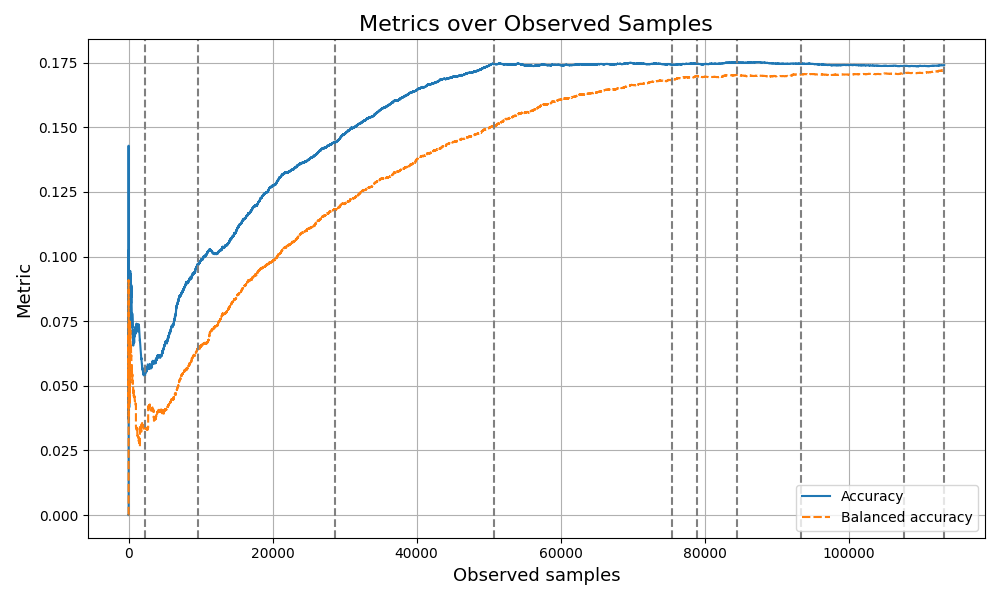 Metrics over Observed Samples
Metric
0.175
0.150
0.125
0.100
0.075
0.050
0.025
0.000
0
20000
40000
60000
80000
100000
Observed samples
Accuracy
Balanced accuracy